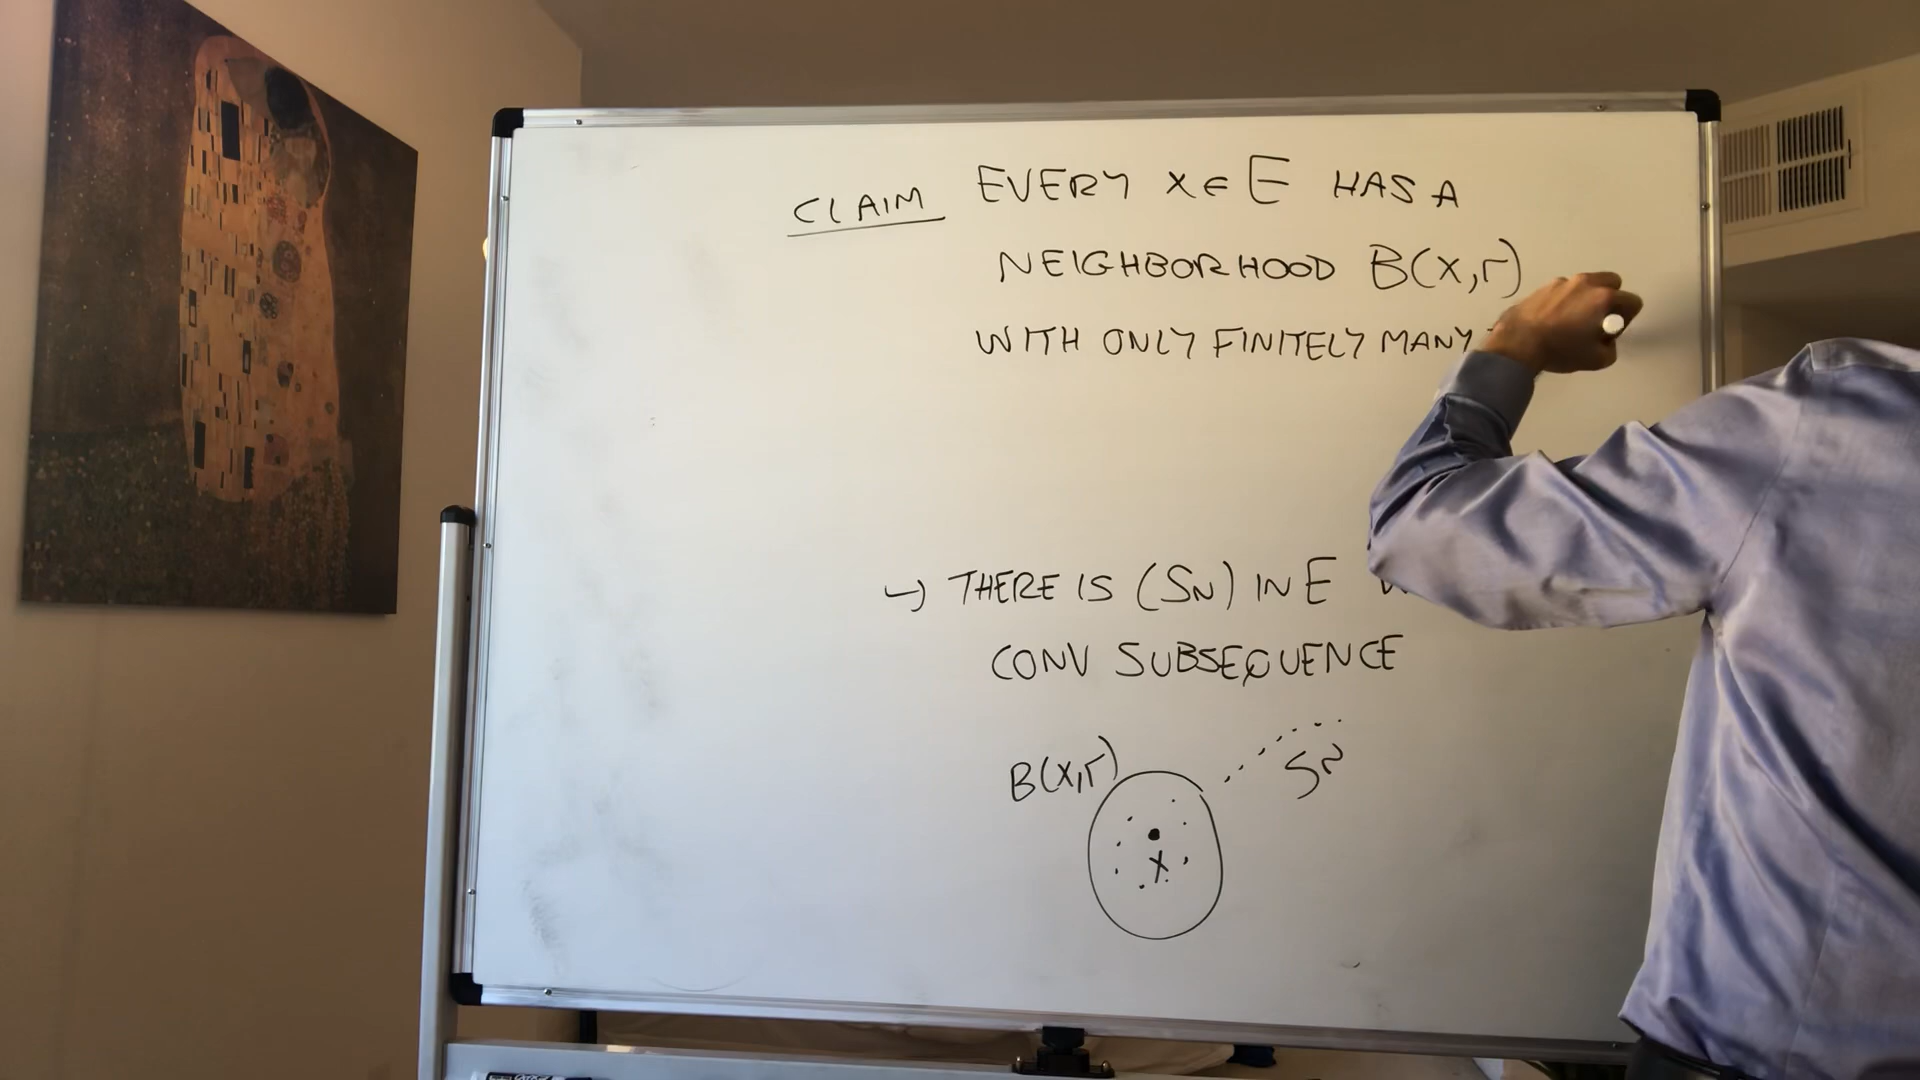 CLAIM EVERY x ∈ E HAS A
NEIGHBORHOOD B(x,r)
WITH ONLY FINITELY MANY
↪ THERE IS (SN) IN E
CONV SUBSEQUENCE
B(x,r)
SN
X